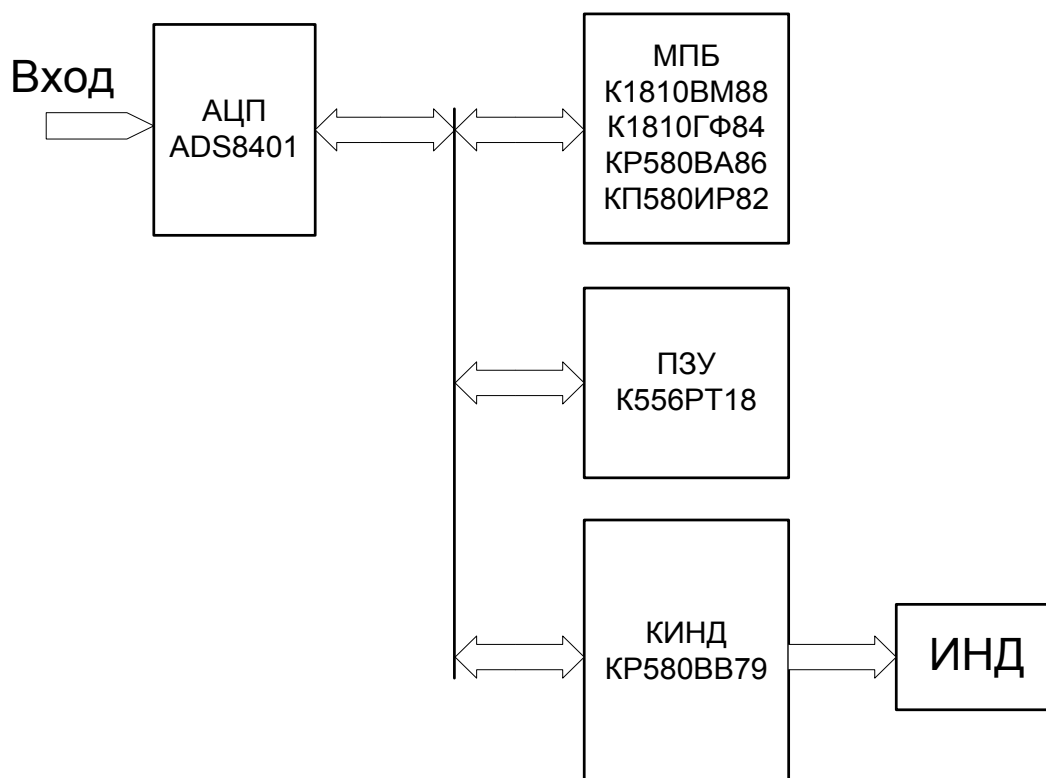 Вход
АЦП
ADS8401
МПБ
К1810ВМ88
К1810ГФ84
КР580ВА86
КП580ИР82
ПЗУ
К556РТ18
КИНД
КР580ВВ79
ИНД